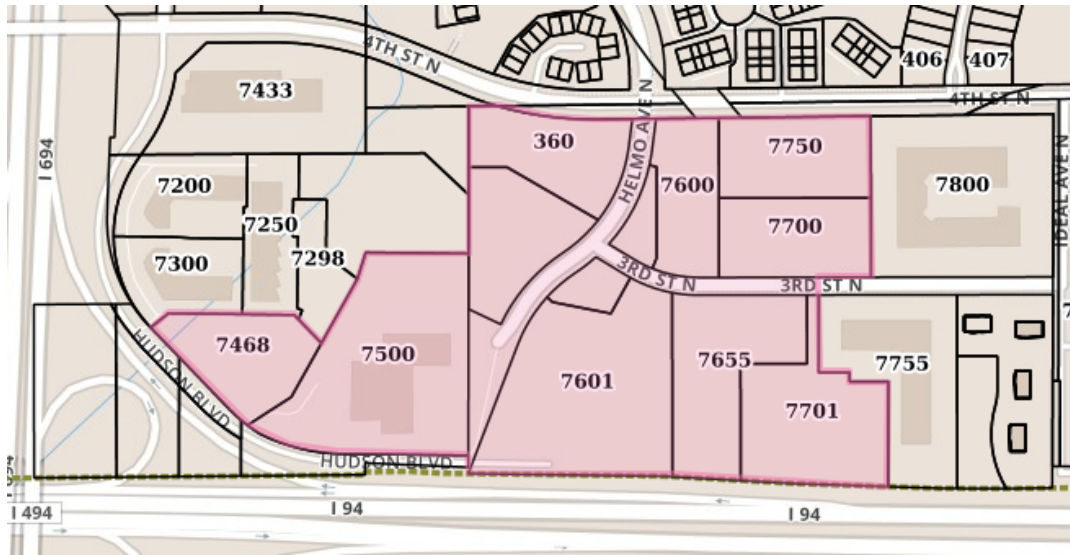 4TH ST N
406
407
7433
4TH ST N
HELMO AVE N
I 694
360
7750
IDEAL AVE N
7200
7600
7800
7250
7700
7300
7298
3RD ST N
3RD ST N
7468
7500
7655
7755
HUDSON BLVD
7601
7701
HUDSON BLVD
I 494
I 94
I 94